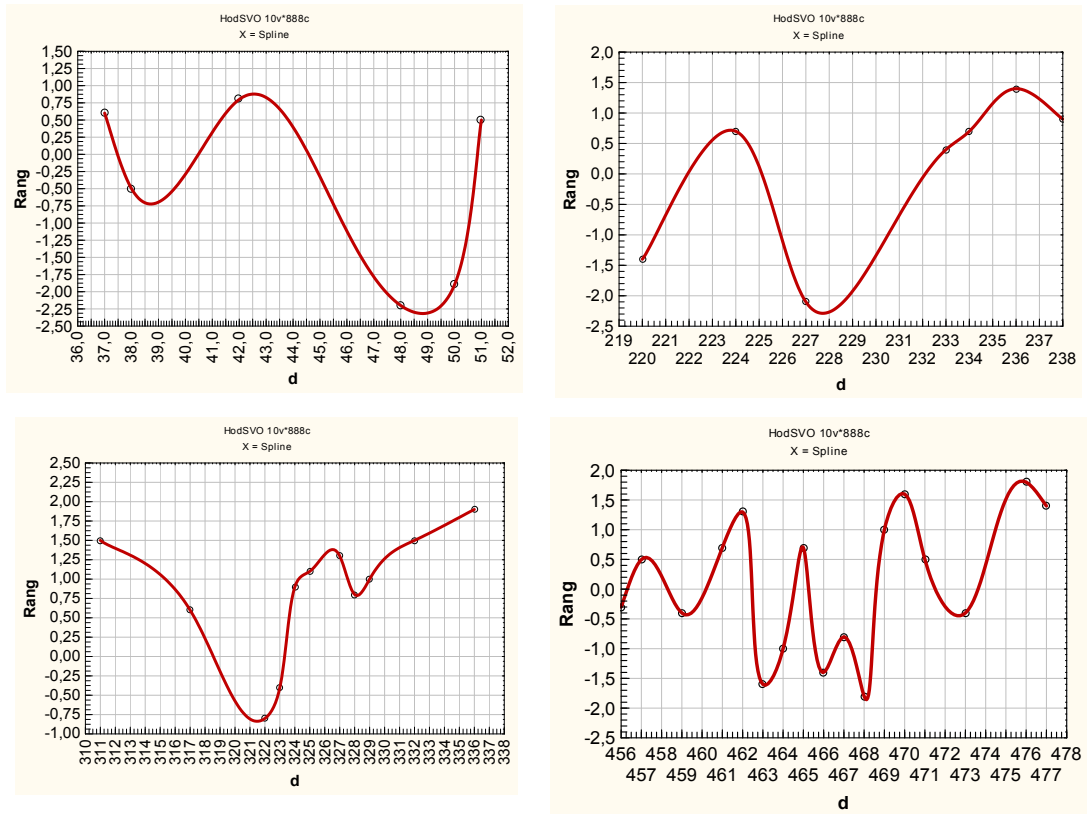 HodSVO 10v*888c
X = Spline
1,50
1,25
1,00
0,75
0,50
0,25
0,00
-0,25
-0,50
-0,75
-1,00
-1,25
-1,50
-1,75
-2,00
-2,25
-2,50
Rang
36,0 37,0 38,0 39,0 40,0 41,0 42,0 43,0 44,0 45,0 46,0 47,0 48,0 49,0 50,0 51,0 52,0
d
HodSVO 10v*888c
X = Spline
2,0
1,5
1,0
0,5
0,0
-0,5
-1,0
-1,5
-2,0
-2,5
Rang
219 221 223 225 227 229 231 233 235 237
220 222 224 226 228 230 232 234 236 238
d
HodSVO 10v*888c
X = Spline
2,50
2,25
2,00
1,75
1,50
1,25
1,00
0,75
0,50
0,25
0,00
-0,25
-0,50
-0,75
-1,00
Rang
310 311 312 313 314 315 316 317 318 319 320 321 322 323 324 325 326 327 328 329 330 331 332 333 334 335 336 337 338
d
HodSVO 10v*888c
X = Spline
2,0
1,5
1,0
0,5
0,0
-0,5
-1,0
-1,5
-2,0
-2,5
Rang
456 458 460 462 464 466 468 470 472 474 476 478
457 459 461 463 465 467 469 471 473 475 477
d